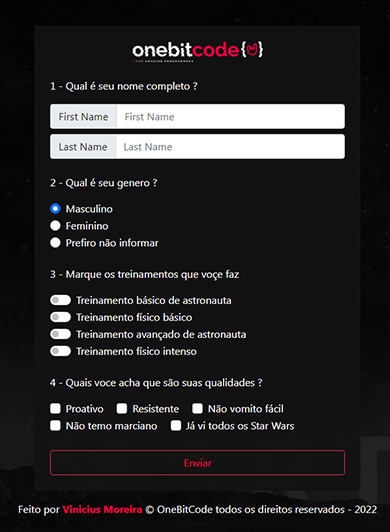 onebitcode{}
FOR AMAZING PROGRAMMERS
1 - Qual é seu nome completo ?
First Name First Name
Last Name Last Name
2 - Qual é seu genero ?
Masculino
Feminino
Prefiro não informar
3 - Marque os treinamentos que voçe faz
Treinamento básico de astronauta
Treinamento físico básico
Treinamento avançado de astronauta
Treinamento físico intenso
4 - Quais voce acha que são suas qualidades ?
Proativo Resistente Não vomito fácil
Não temo marciano Já vi todos os Star Wars
Enviar
Feito por Vinicius Moreira © OneBitCode todos os direitos reservados - 2022